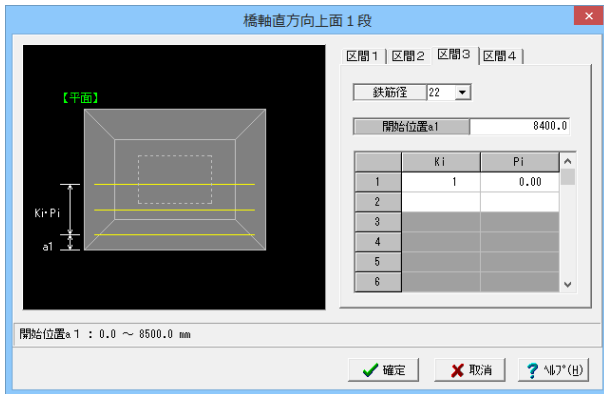 橋軸直方向上面１段
区間１ 区間２ 区間３ 区間４
【平面】
鉄筋径 22
開始位置a1 8400.0
Ki Pi
1 1 0.00
2
3
4
5
6
Ki･Pi
a1
開始位置a１ : 0.0 ～ 8500.0 mm
確定 取消 ? ﾍﾙﾌﾟ(H)